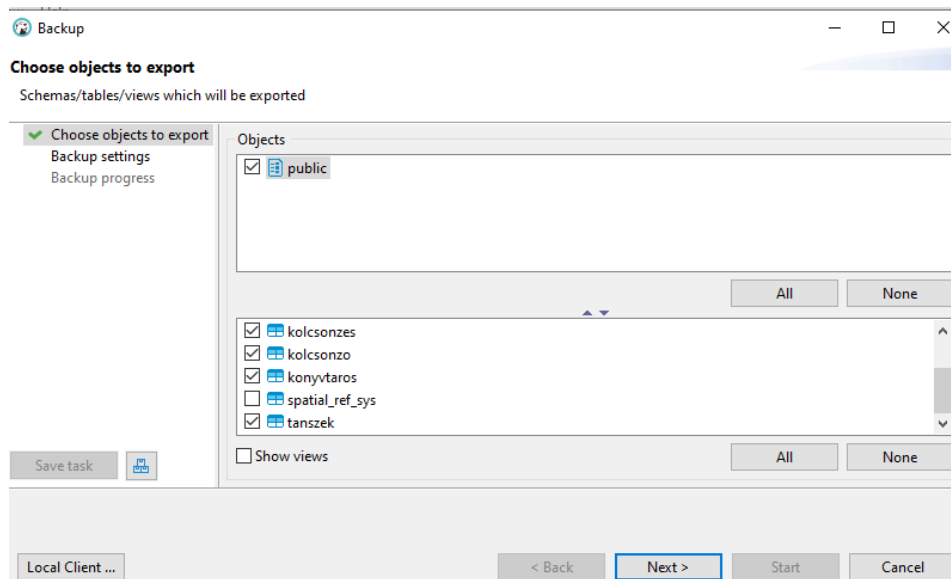 Backup
Choose objects to export
Schemas/tables/views which will be exported
Choose objects to export
Backup settings
Backup progress
Objects
public
All
None
kolcsonzes
kolcsonzo
konyvtaros
spatial_ref_sys
tanszek
Show views
All
None
Save task
Local Client ...
< Back
Next >
Start
Cancel